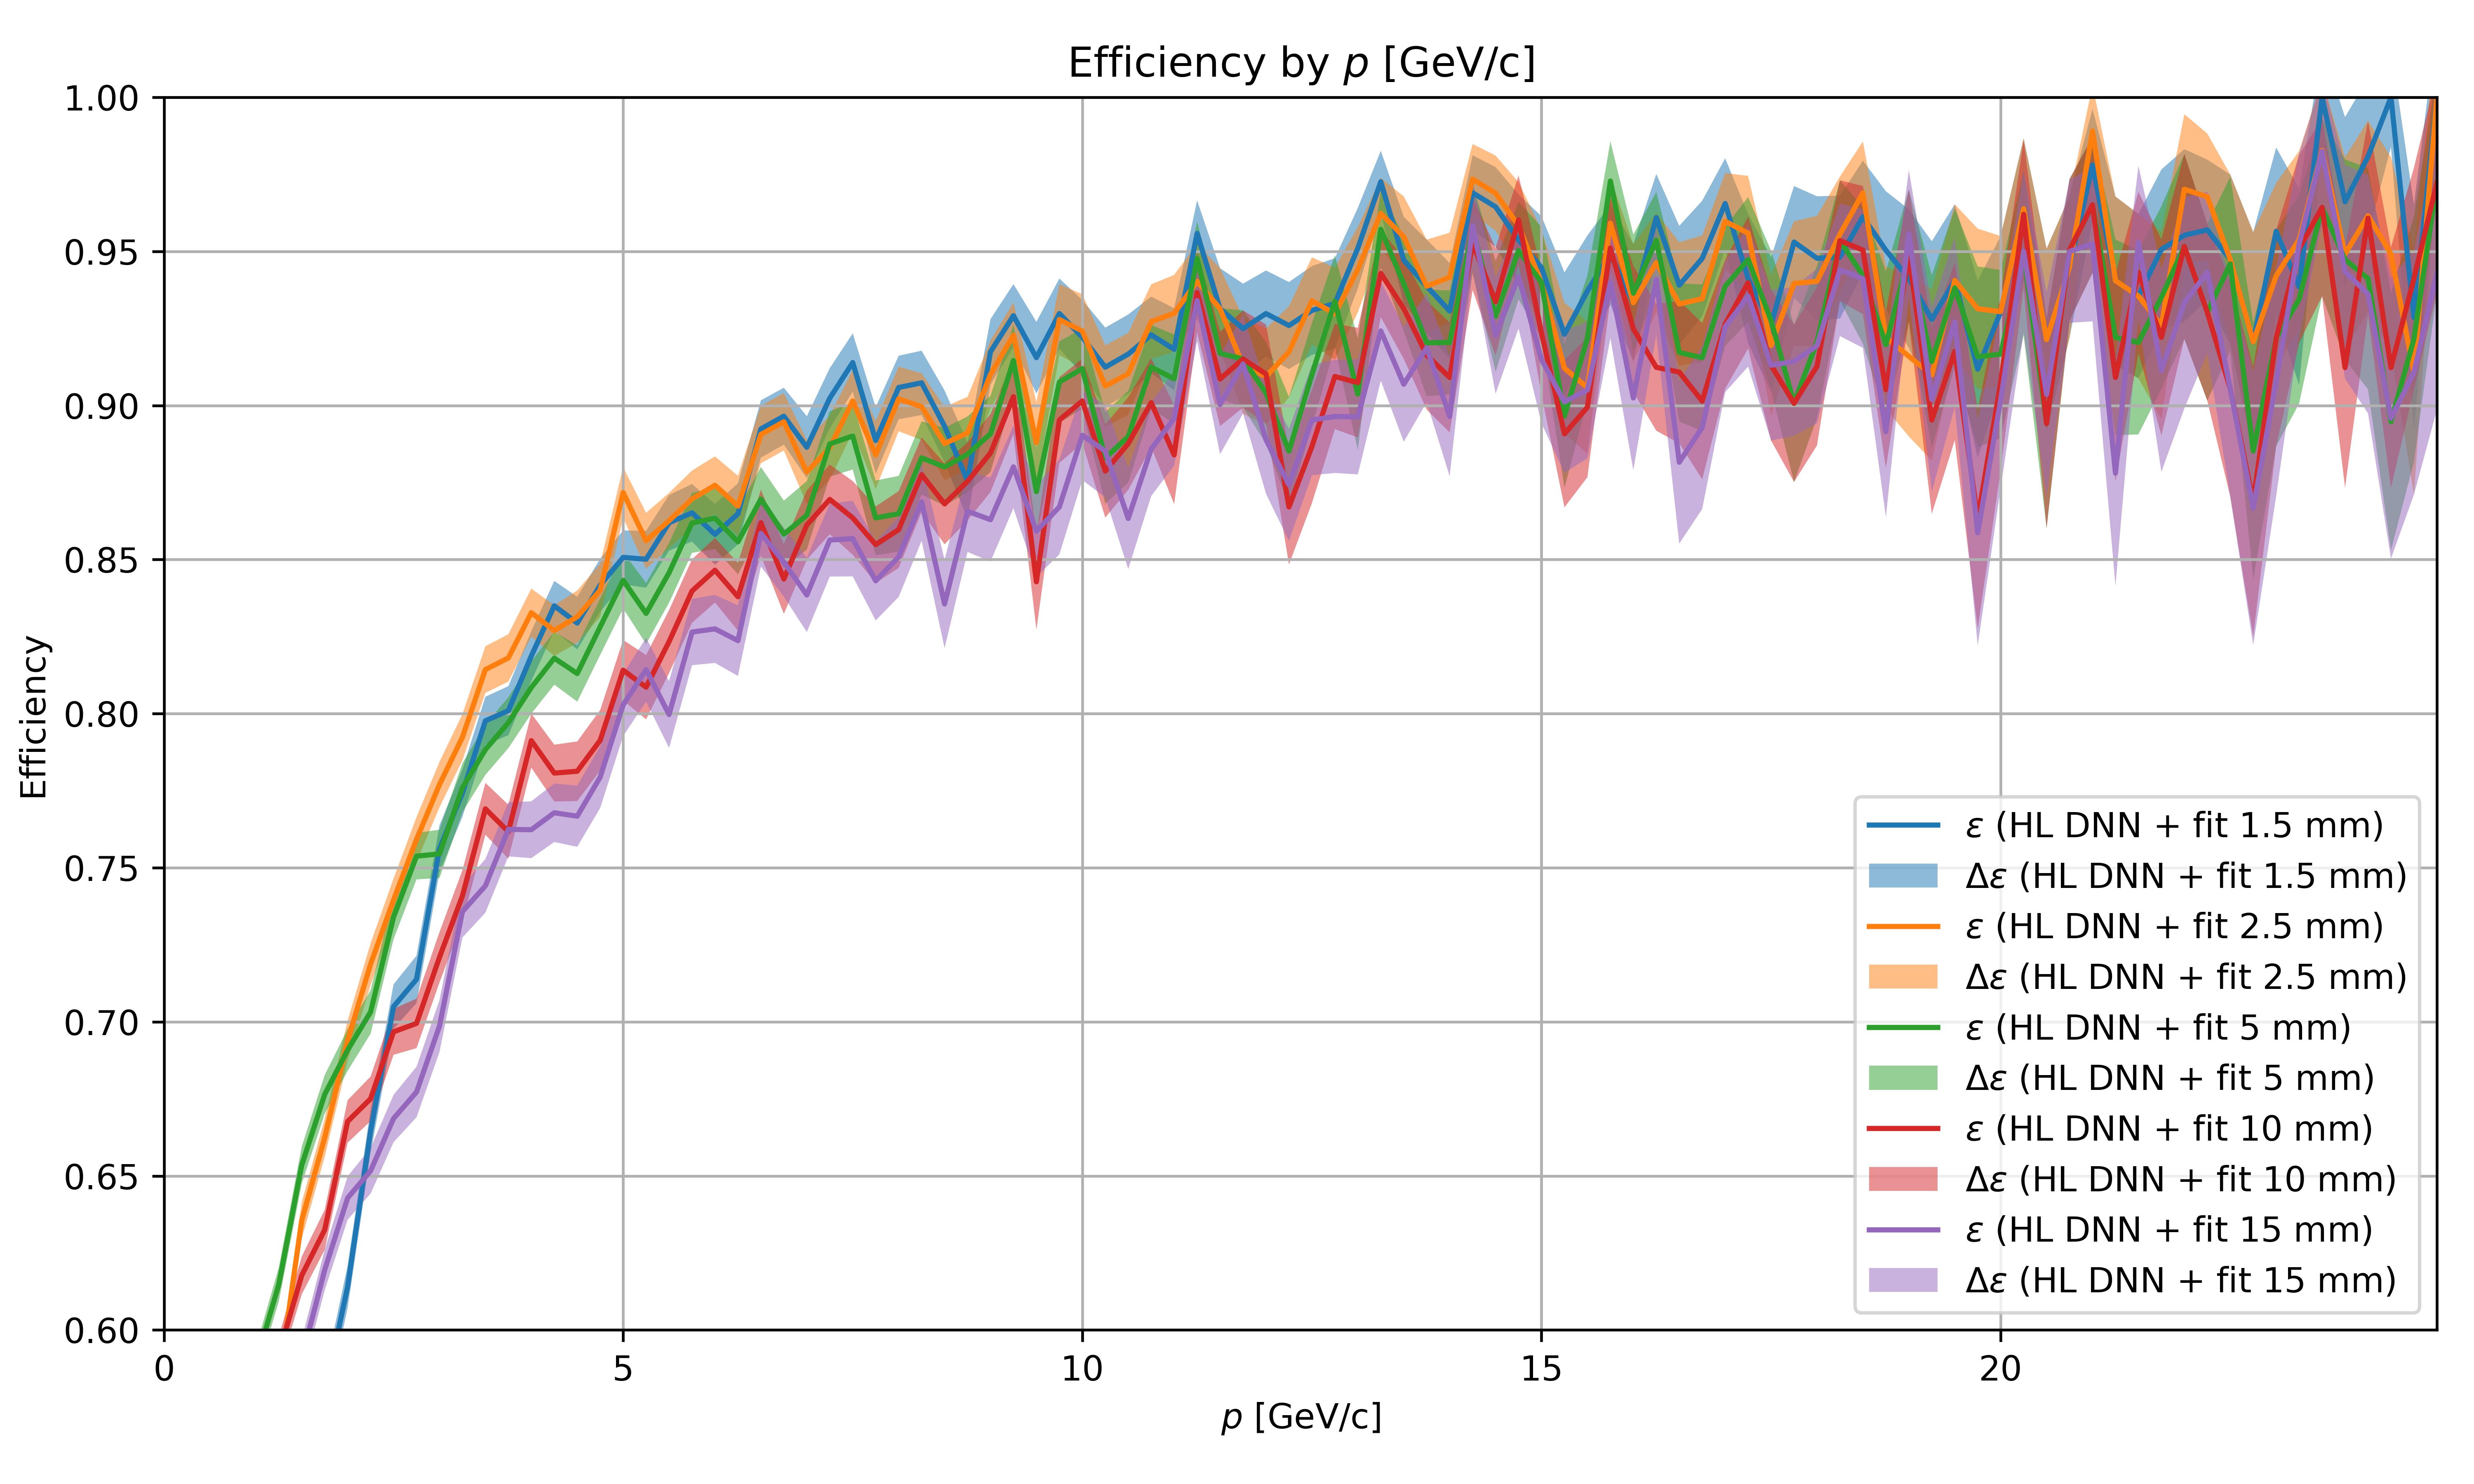 Efficiency by p [GeV/c]
1.00
0.95
0.90
0.85
0.80
0.75
0.70
0.65
0.60
Efficiency
0 5 10 15 20
p [GeV/c]
ε (HL DNN + fit 1.5 mm)
Δε (HL DNN + fit 1.5 mm)
ε (HL DNN + fit 2.5 mm)
Δε (HL DNN + fit 2.5 mm)
ε (HL DNN + fit 5 mm)
Δε (HL DNN + fit 5 mm)
ε (HL DNN + fit 10 mm)
Δε (HL DNN + fit 10 mm)
ε (HL DNN + fit 15 mm)
Δε (HL DNN + fit 15 mm)